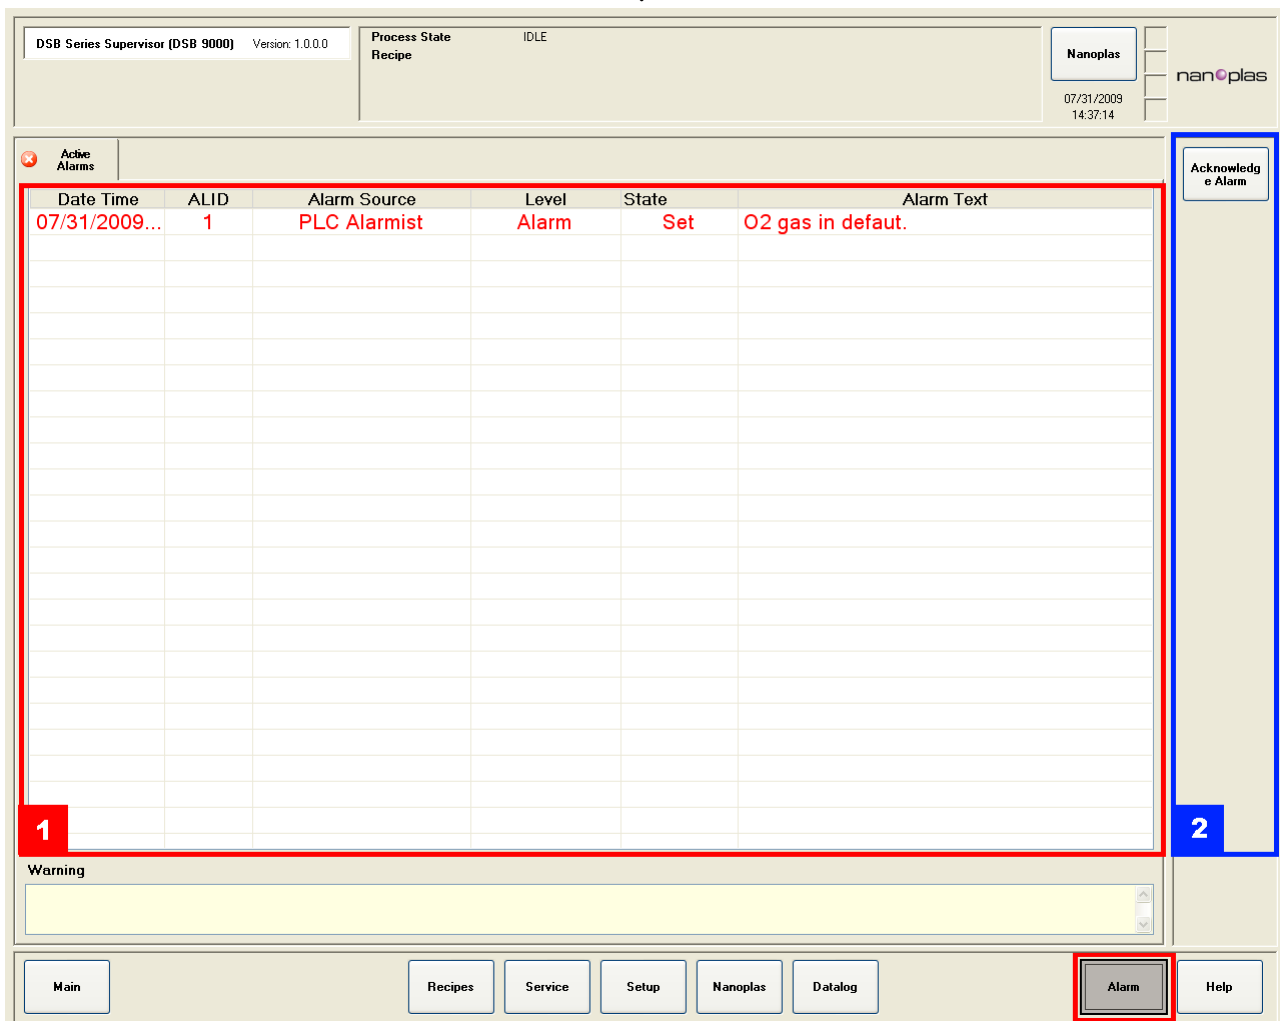 DSB Series Supervisor (DSB 9000) Version: 1.0.0.0
Process State IDLE
Recipe
Nanoplas
07/31/2009
14:37:14
nanoplas
Active
Alarms
Acknowledg
e Alarm
Date Time ALID Alarm Source Level State Alarm Text
07/31/2009... 1 PLC Alarmist Alarm Set O2 gas in defaut.
1
2
Warning
Main Recipes Service Setup Nanoplas Datalog Alarm Help